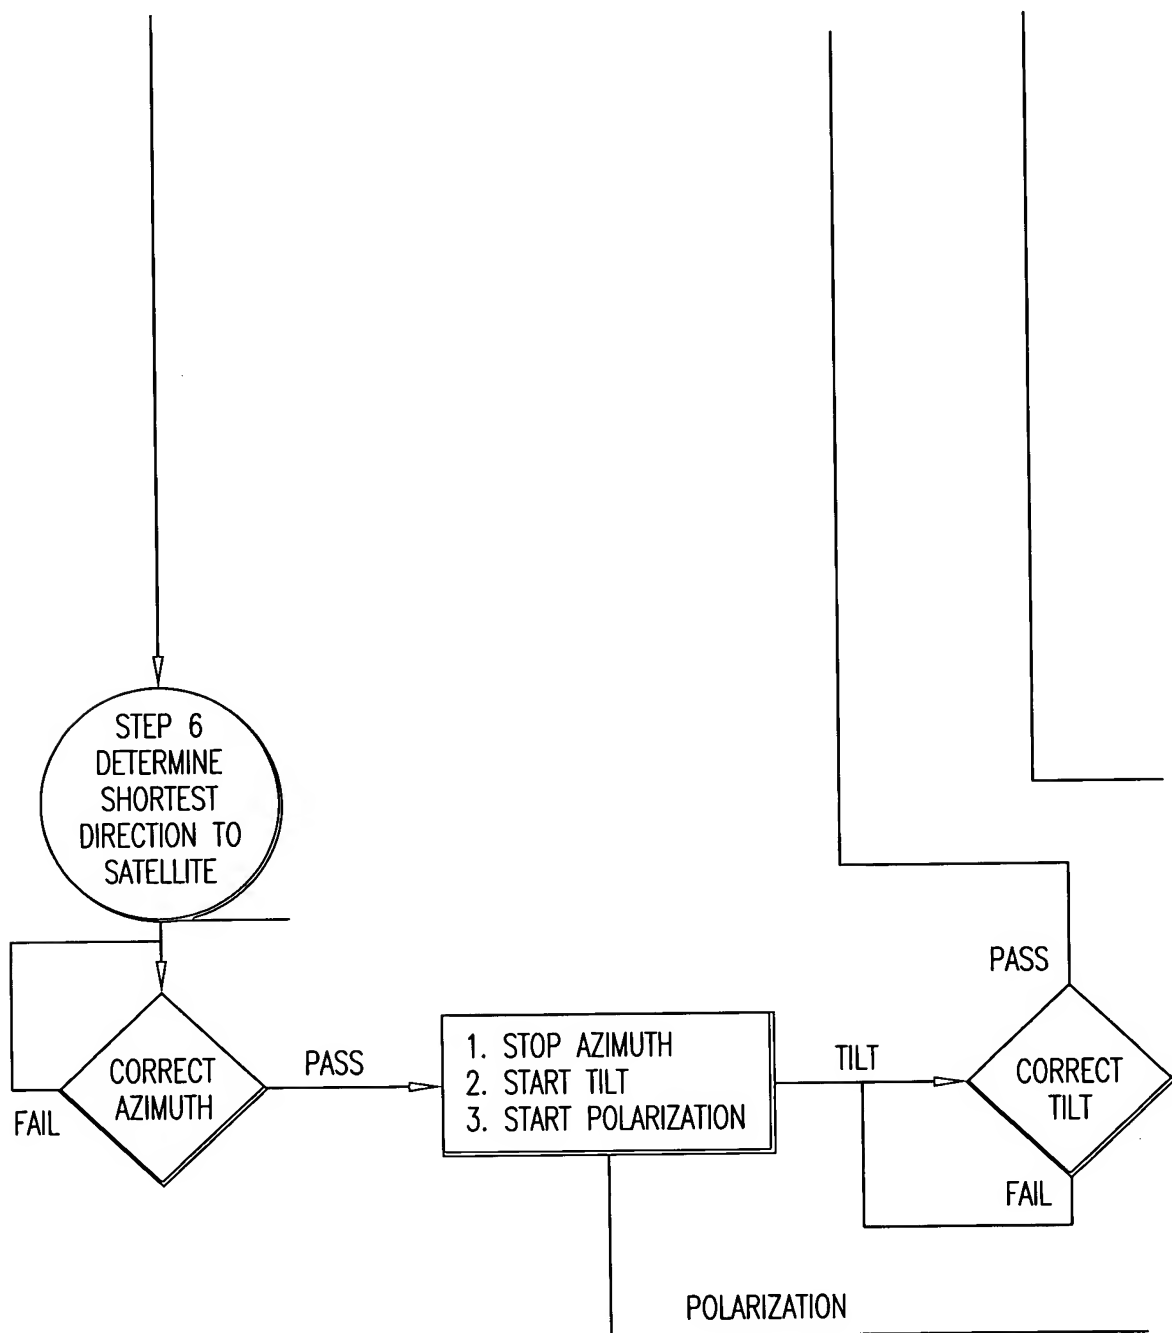 STEP 6
DETERMINE
SHORTEST
DIRECTION TO
SATELLITE
CORRECT
AZIMUTH
FAIL
PASS
1. STOP AZIMUTH
2. START TILT
3. START POLARIZATION
TILT
PASS
CORRECT
TILT
FAIL
POLARIZATION